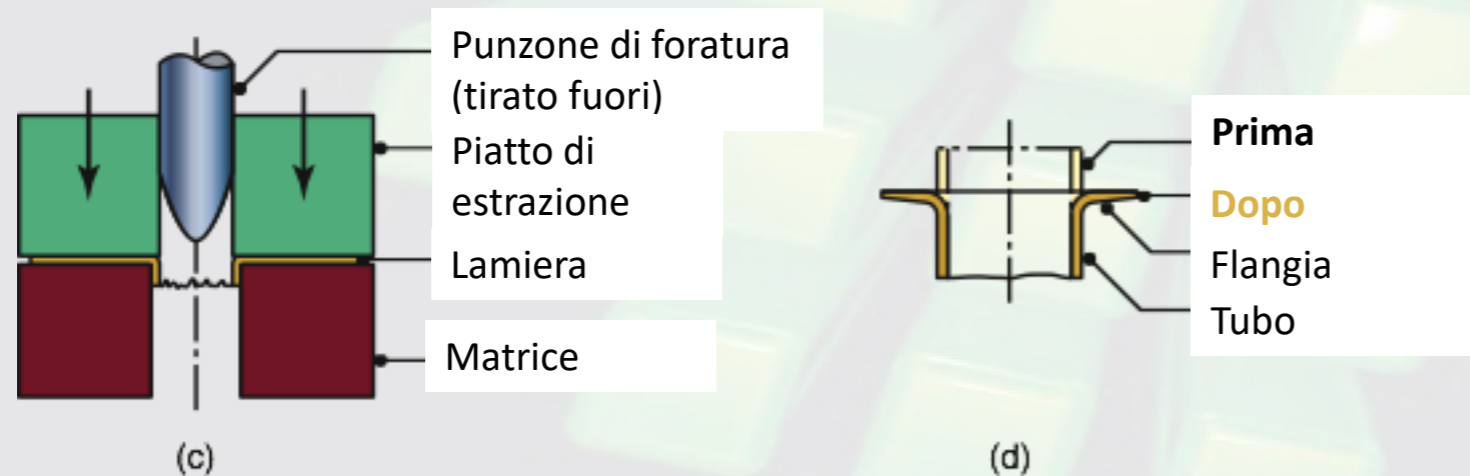 Punzone di foratura
(tirato fuori)
Piatto di
estrazione
Lamiera
Matrice
(c)
Prima
Dopo
Flangia
Tubo
(d)